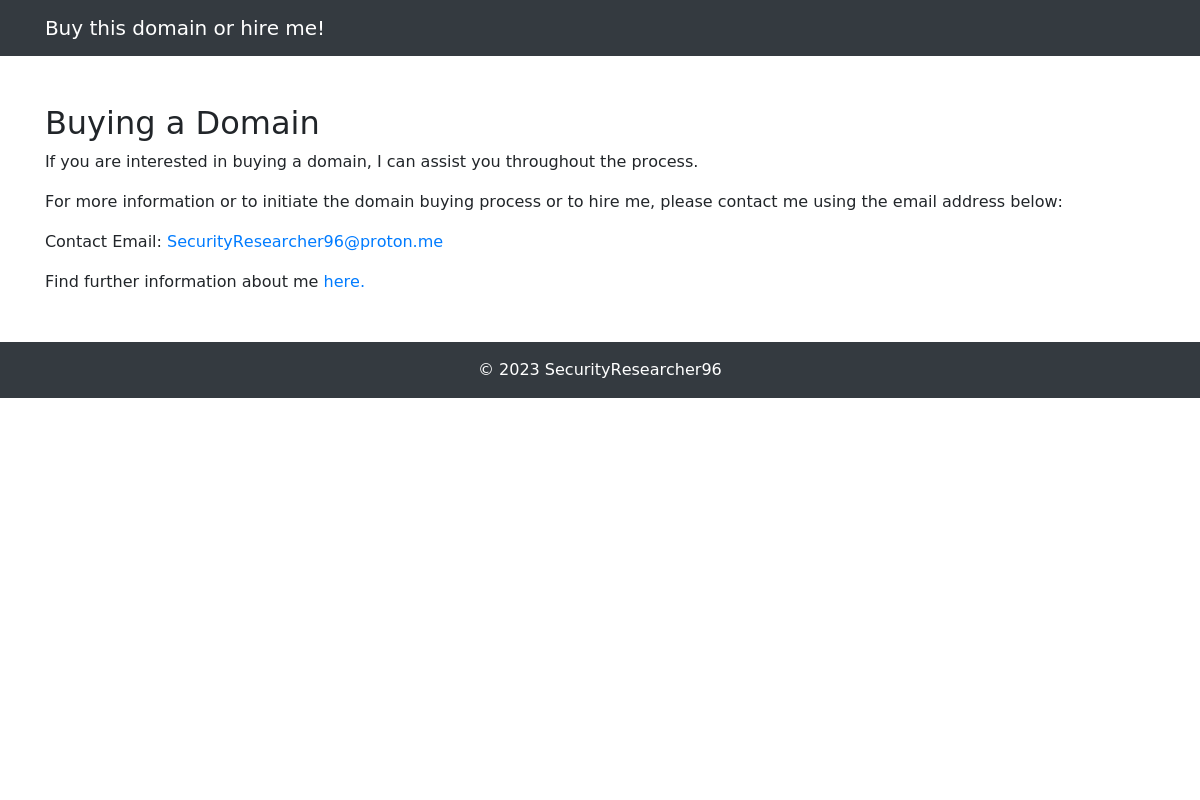 Buy this domain or hire me!
Buying a Domain
If you are interested in buying a domain, I can assist you throughout the process.
For more information or to initiate the domain buying process or to hire me, please contact me using the email address below:
Contact Email: SecurityResearcher96@proton.me
Find further information about me here.
© 2023 SecurityResearcher96